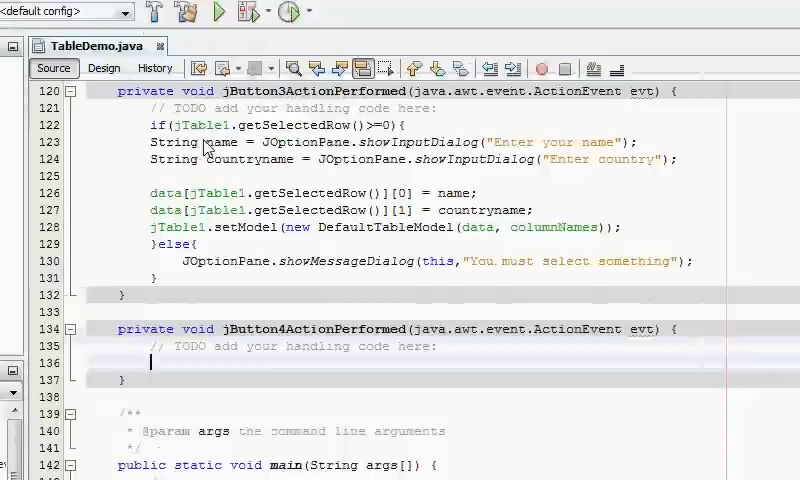 <default config>
TableDemo.java
Source Design History
120 private void jButton3ActionPerformed(java.awt.event.ActionEvent evt) {
121 // TODO add your handling code here:
122 if(jTable1.getSelectedRow()>=0){
123 String name = JOptionPane.showInputDialog("Enter your name");
124 String countryname = JOptionPane.showInputDialog("Enter country");
125
126 data[jTable1.getSelectedRow()][0] = name;
127 data[jTable1.getSelectedRow()][1] = countryname;
128 jTable1.setModel(new DefaultTableModel(data, columnNames));
129 }else{
130 JOptionPane.showMessageDialog(this,"You must select something");
131 }
132 }
133
134 private void jButton4ActionPerformed(java.awt.event.ActionEvent evt) {
135 // TODO add your handling code here:
136
137 }
138
139 /**
140 * @param args the command line arguments
141 */
142 public static void main(String args[]) {